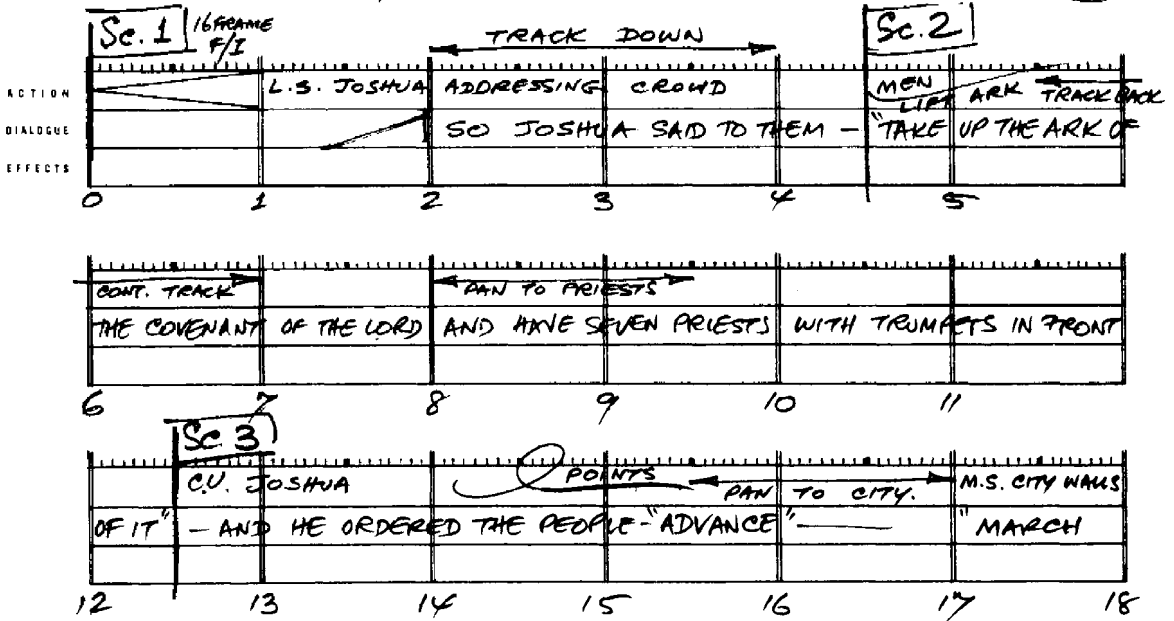 Sc. 1 16 FRAME F/I TRACK DOWN Sc. 2
ACTION L.S. JOSHUA ADDRESSING CROWD MEN LIFT ARK TRACK BACK
DIALOGUE SO JOSHUA SAID TO THEM — "TAKE UP THE ARK OF
EFFECTS
0 1 2 3 4 5
CONT. TRACK PAN TO PRIESTS
THE COVENANT OF THE LORD AND HAVE SEVEN PRIESTS WITH TRUMPETS IN FRONT
6 7 8 9 10 11
Sc 3
C.U. JOSHUA POINTS PAN TO CITY. M.S. CITY WALLS
OF IT" — AND HE ORDERED THE PEOPLE - "ADVANCE" — "MARCH
12 13 14 15 16 17 18